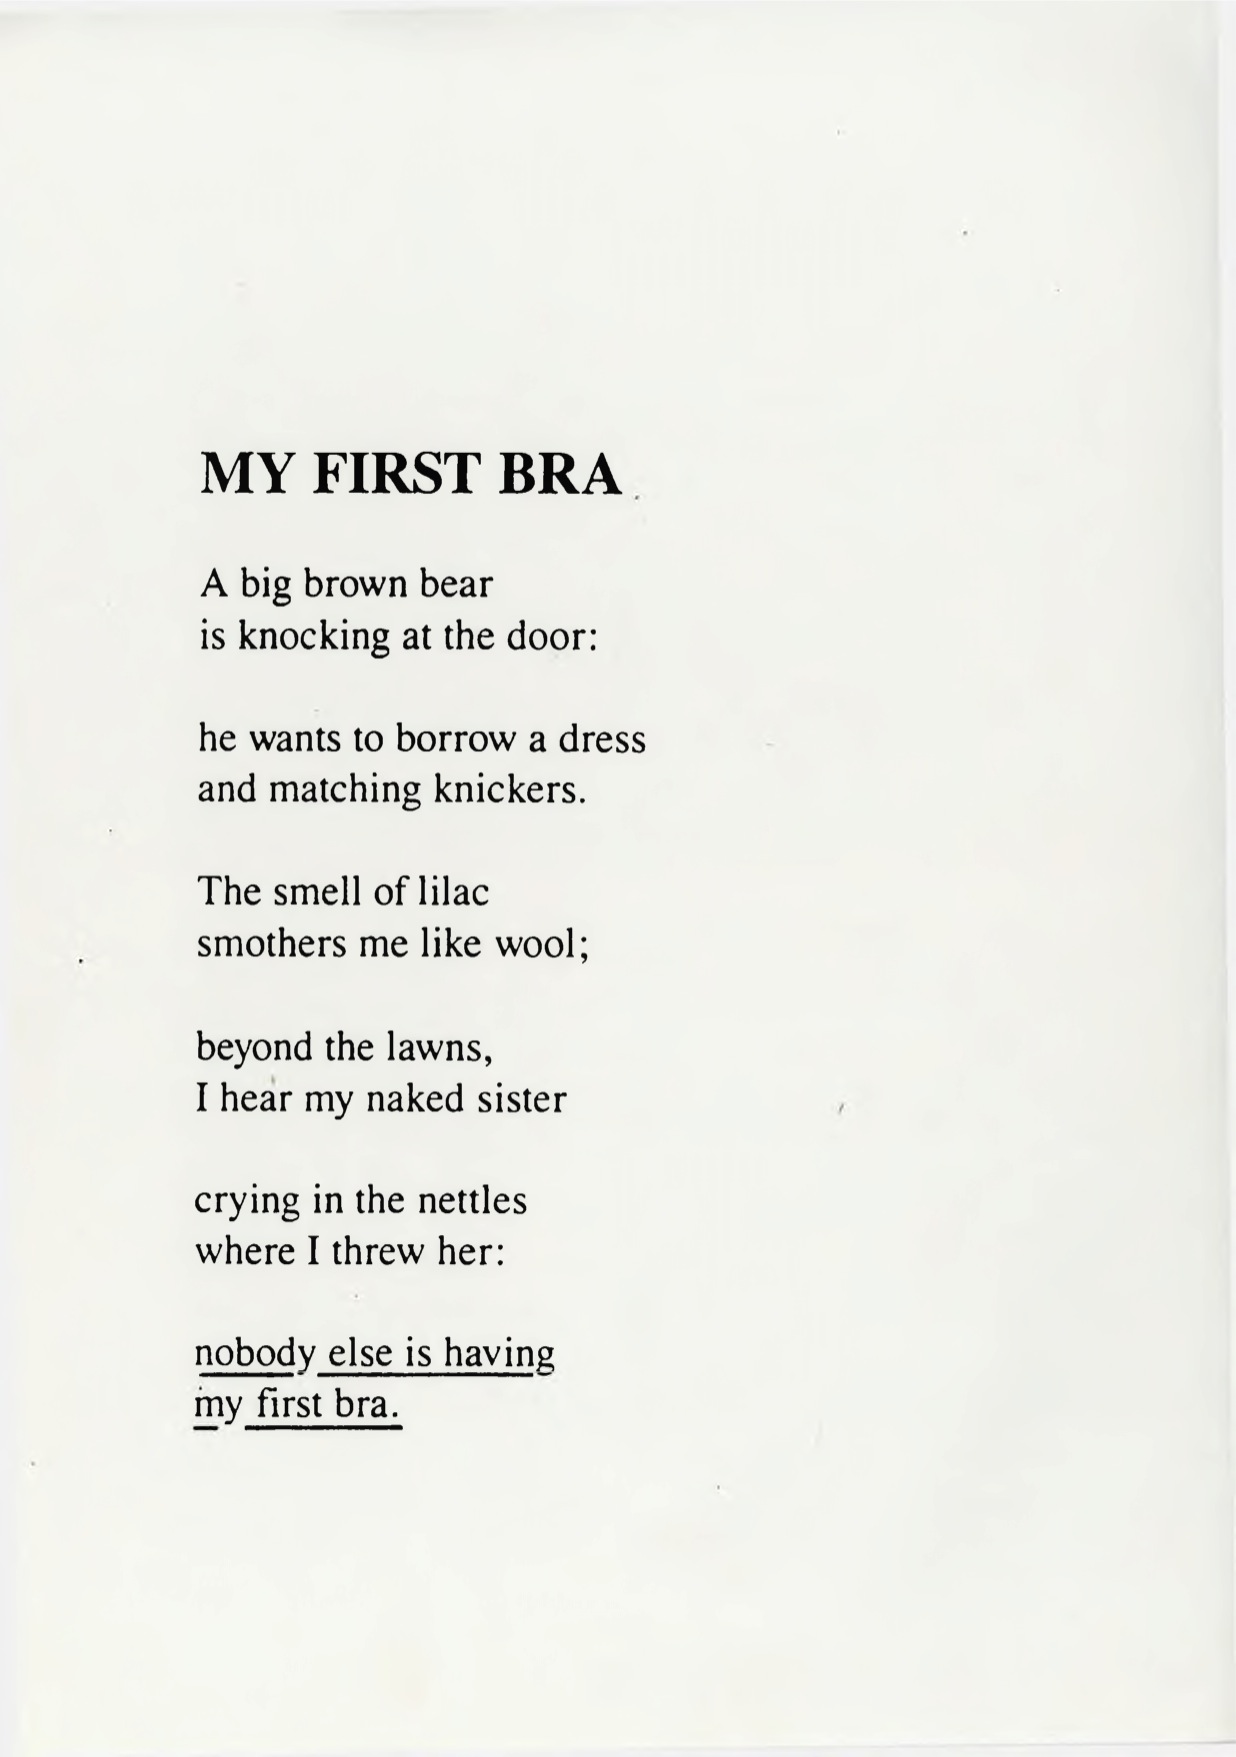 MY FIRST BRA
A big brown bear
is knocking at the door:
he wants to borrow a dress
and matching knickers.
The smell of lilac
smothers me like wool;
beyond the lawns,
I hear my naked sister
crying in the nettles
where I threw her:
nobody else is having
my first bra.